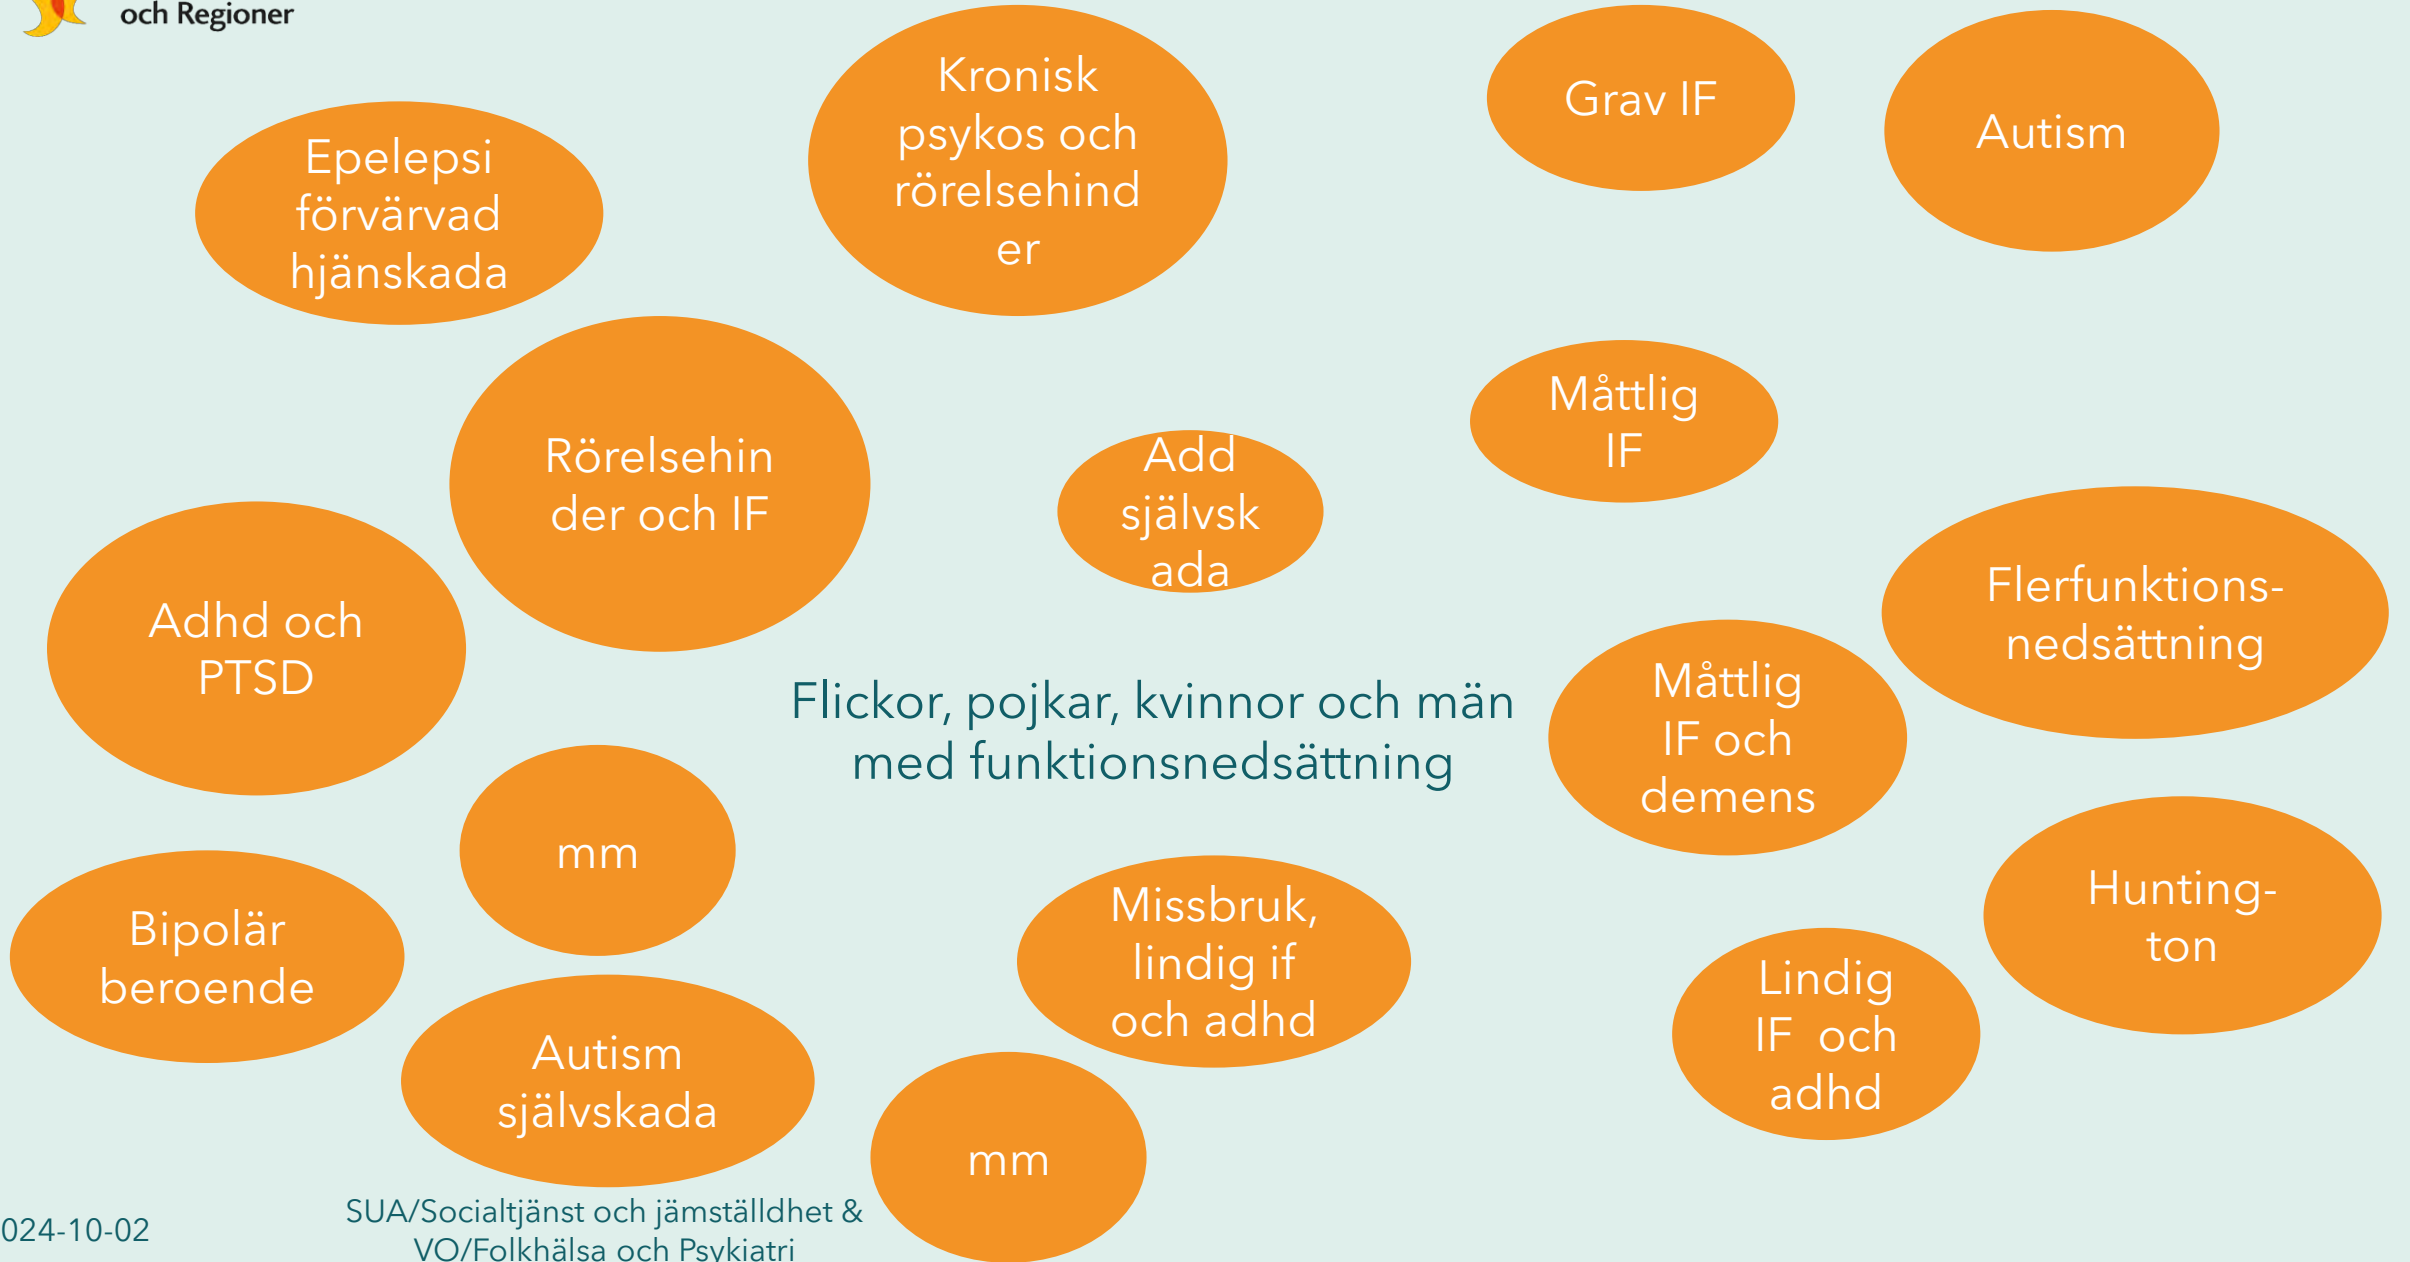 och Regioner
Kronisk
psykos och
rörelsehind
er
Grav IF
Autism
Epelepsi
förvärvad
hjänskada
Rörelsehin
der och IF
Add
självsk
ada
Måttlig
IF
Adhd och
PTSD
Flerfunktions-
nedsättning
Flickor, pojkar, kvinnor och män
med funktionsnedsättning
Måttlig
IF och
demens
mm
Bipolär
beroende
Missbruk,
lindig if
och adhd
Hunting-
ton
Lindig
IF  och
adhd
Autism
självskada
mm
024-10-02
SUA/Socialtjänst och jämställdhet &
VO/Folkhälsa och Psykiatri